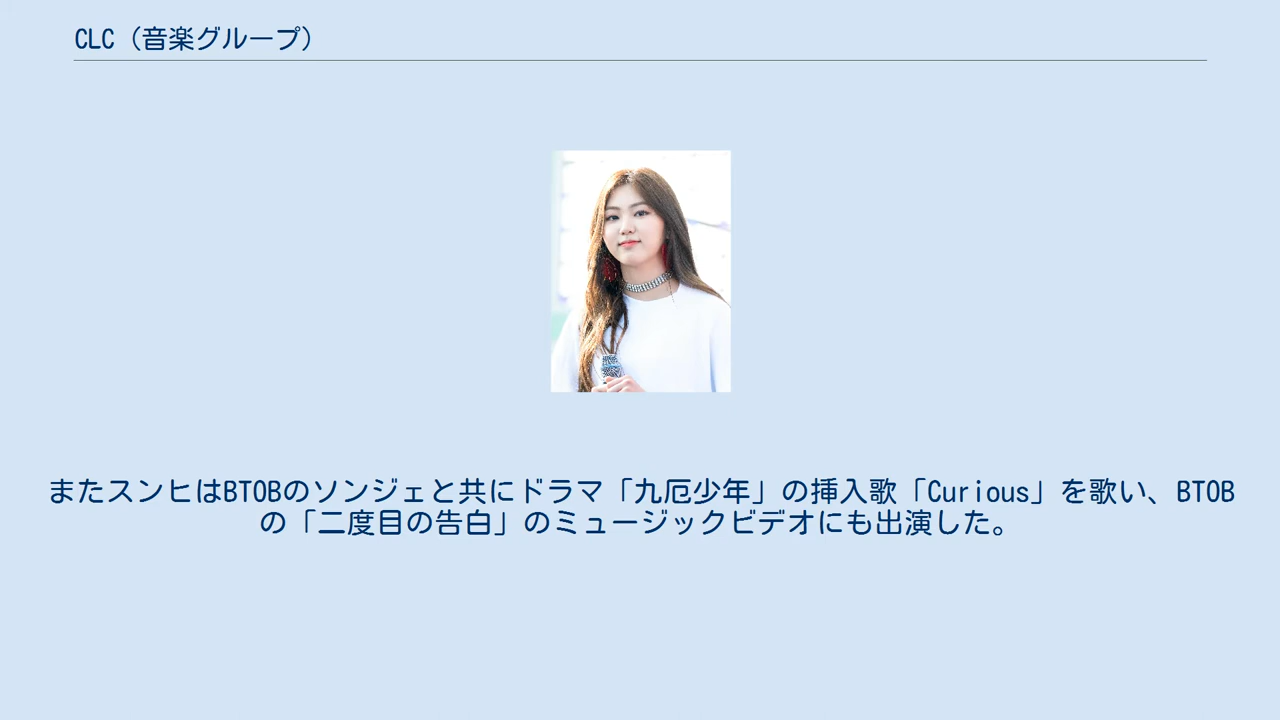 CLC（音楽グループ）
またスンヒはBTOBのソンジェと共にドラマ「九厄少年」の挿入歌「Curious」を歌い、BTOB
の「二度目の告白」のミュージックビデオにも出演した。